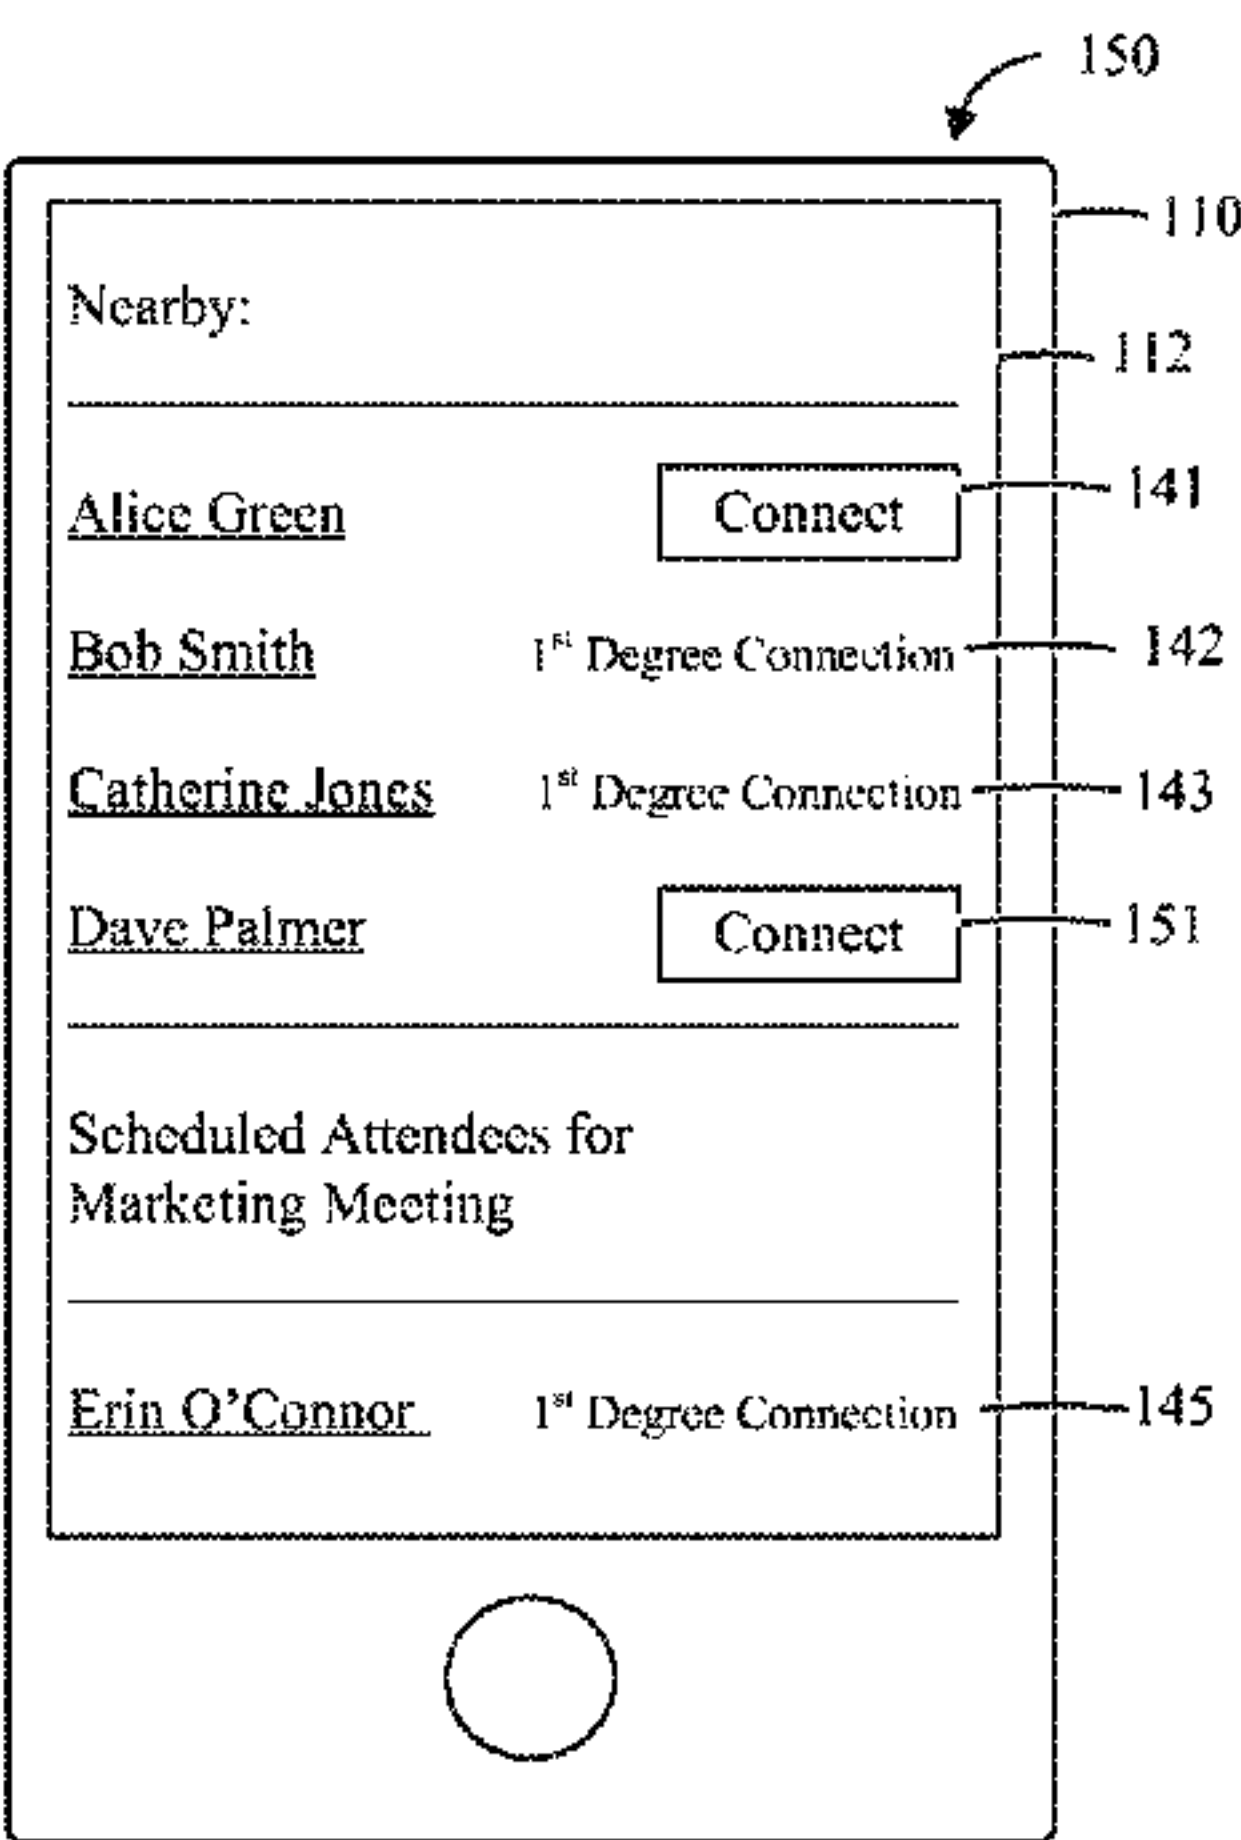 150
110
Nearby:
112
Alice Green Connect 141
Bob Smith 1st Degree Connection 142
Catherine Jones 1st Degree Connection 143
Dave Palmer Connect 151
Scheduled Attendees for
Marketing Meeting
Erin O'Connor 1st Degree Connection 145